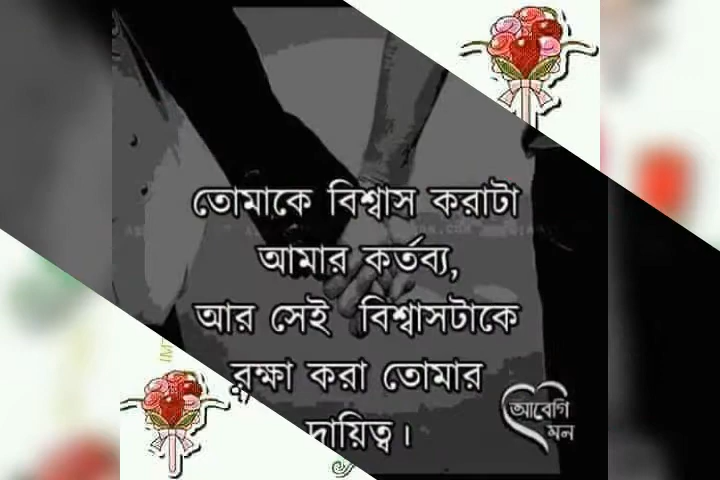 তোমাকে বিশ্বাস করাটা
আমার কর্তব্য,
আর সেই বিশ্বাসটাকে
রক্ষা করা তোমার
দায়িত্ব।
আবেগি
মন